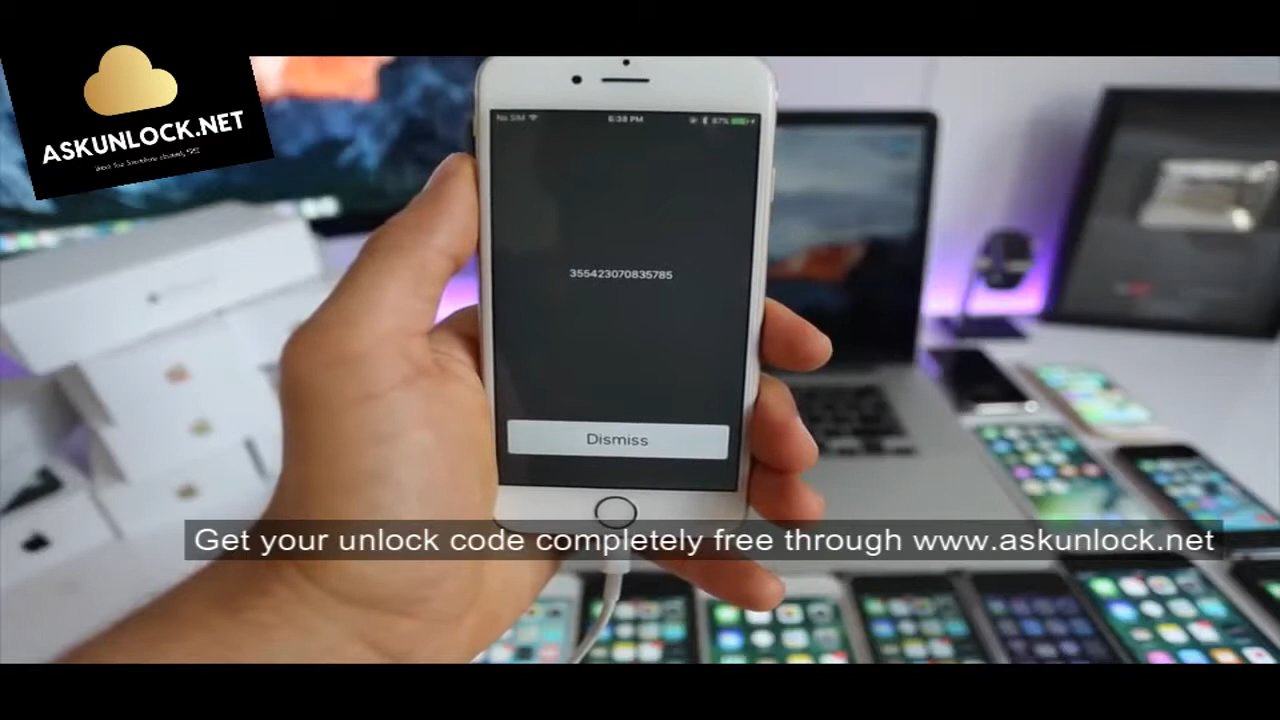 ASKUNLOCK.NET
No SIM
6:38 PM
87%
355423070835785
Dismiss
Get your unlock code completely free through www.askunlock.net